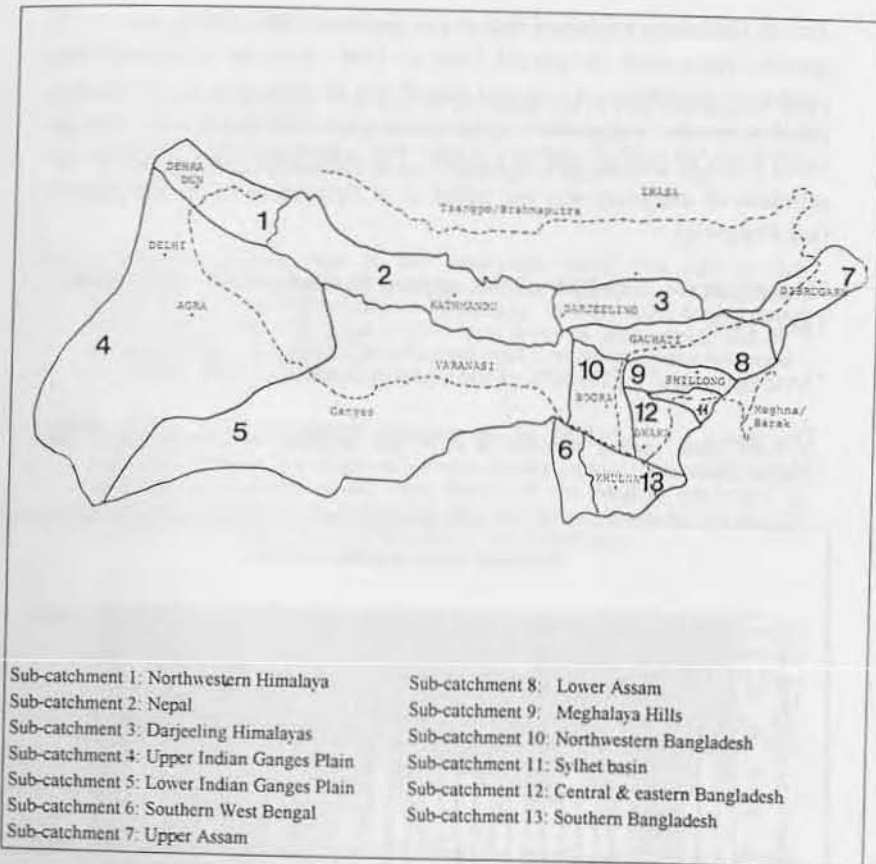 DEHRA
DUN
LHASA
Tsangpo/Brahmaputra
1
DELHI
2
7
DIBRUGARH
3
KATHMANDU
DARJEELING
AGRA
GAUHATI
4
VARANASI
10
9
8
SHILLONG
BOGRA
12
11
Ganges
Meghna/
Barak
DHAKA
5
6
KHULNA
13
Sub-catchment 1: Northwestern Himalaya
Sub-catchment 2: Nepal
Sub-catchment 3: Darjeeling Himalayas
Sub-catchment 4: Upper Indian Ganges Plain
Sub-catchment 5: Lower Indian Ganges Plain
Sub-catchment 6: Southern West Bengal
Sub-catchment 7: Upper Assam
Sub-catchment 8: Lower Assam
Sub-catchment 9: Meghalaya Hills
Sub-catchment 10: Northwestern Bangladesh
Sub-catchment 11: Sylhet basin
Sub-catchment 12: Central & eastern Bangladesh
Sub-catchment 13: Southern Bangladesh